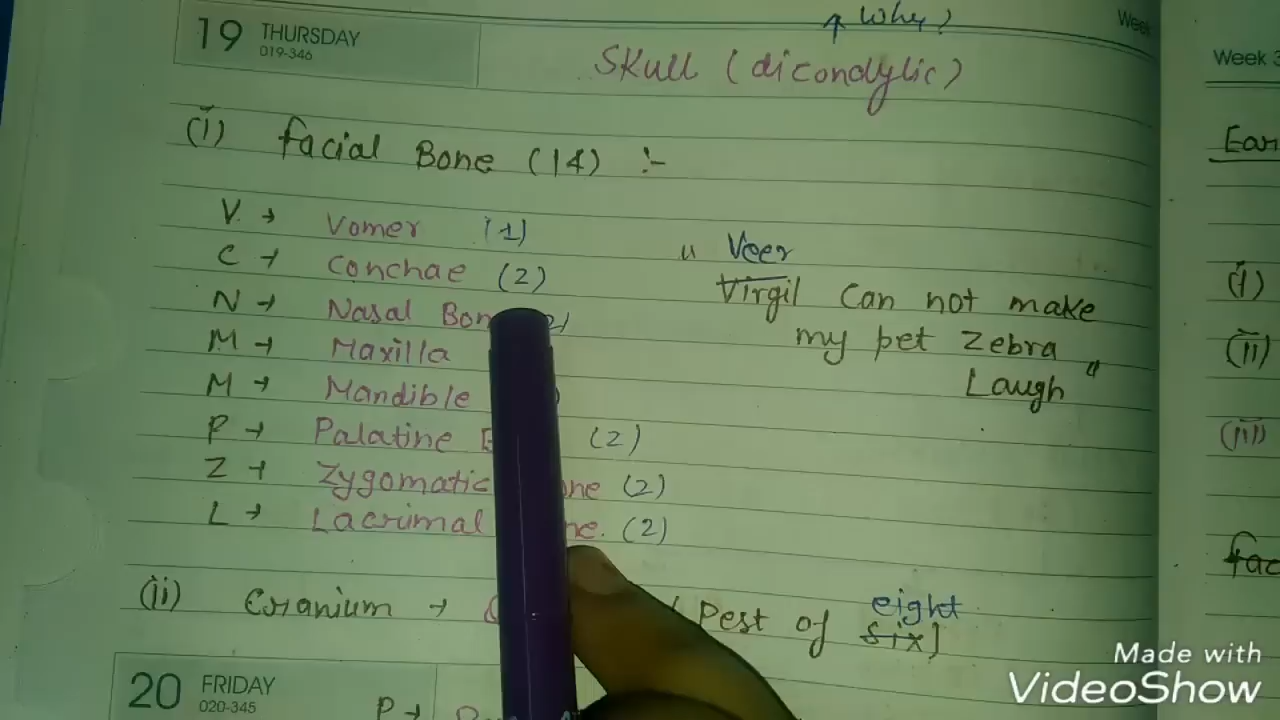 ↑ Why?
Week
19 THURSDAY
019-346
Skull (dicondylic)
Week 3
(i) facial Bone (14) :-
Ear
V → Vomer (1)
C → Conchae (2)
N → Nasal Bon 2)
M → Maxilla
M → Mandible )
P → Palatine B (2)
Z → Zygomatic one (2)
L → Lacrimal ne. (2)
" Veer
Virgil Can not make
my pet Zebra
Laugh "
(i)
(ii)
(iii)
fac
(ii) Cranium → ( Pest of six]
eight
20 FRIDAY
020-345
P →
Made with
VideoShow